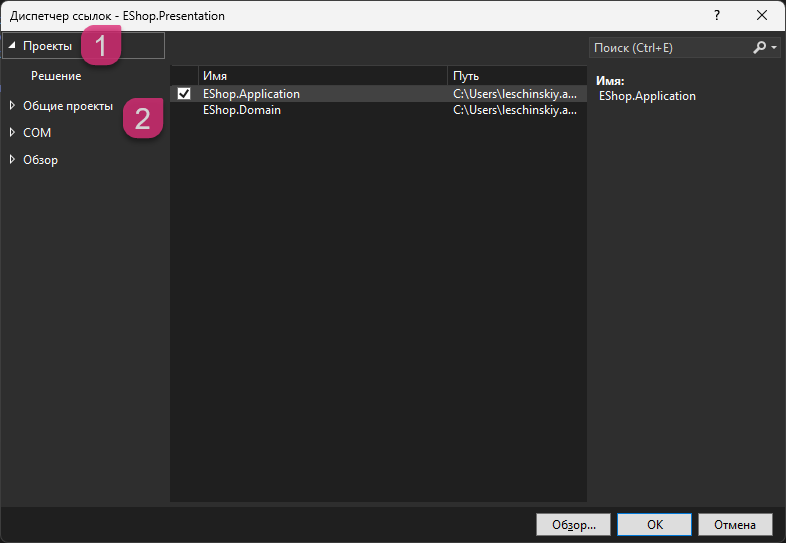 Диспетчер ссылок - EShop.Presentation
?
Проекты
1
Поиск (Ctrl+E)
Решение
Имя
Путь
Имя:
EShop.Application
C:\Users\leschinskiy.a...
EShop.Application
Общие проекты
2
EShop.Domain
C:\Users\leschinskiy.a...
COM
Обзор
Обзор...
OK
Отмена